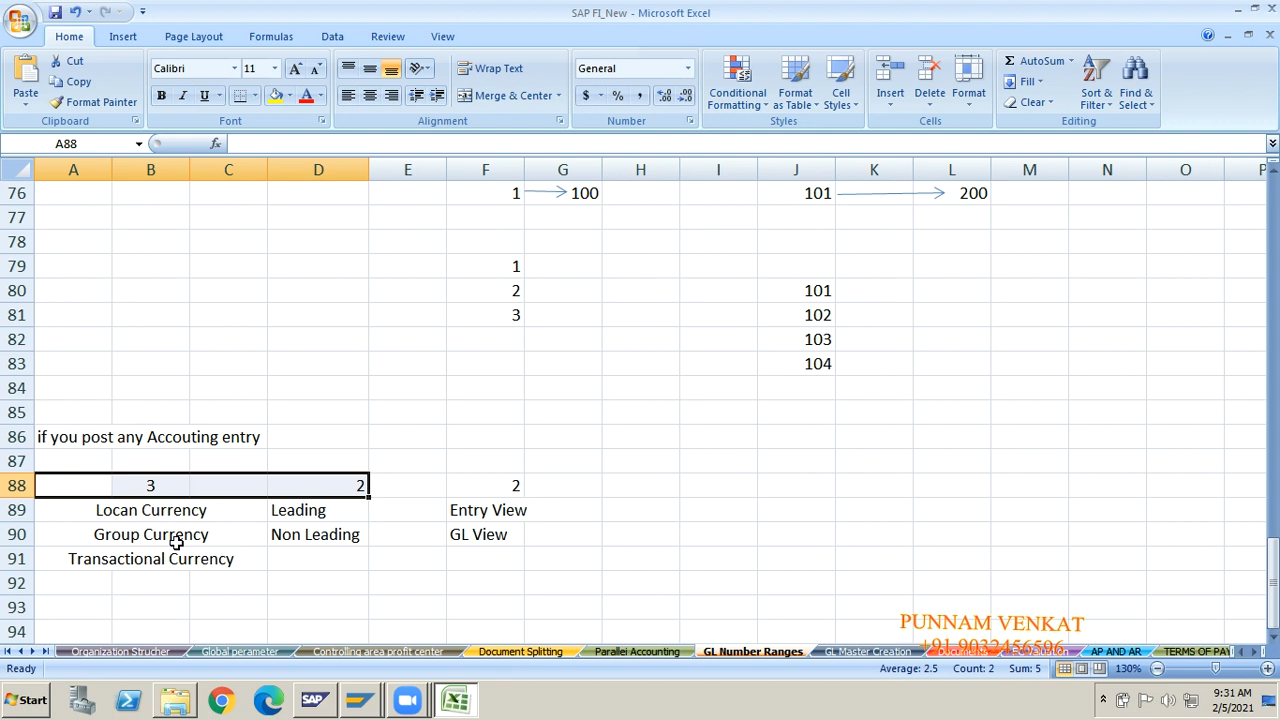 SAP FI_New - Microsoft Excel
Home Insert Page Layout Formulas Data Review View
Paste
Cut
Copy
Format Painter
Clipboard
Calibri 11
B I U
Font
Wrap Text
Merge & Center
Alignment
General
$ % ,
Number
Conditional Formatting
Format as Table
Cell Styles
Styles
Insert Delete Format
Cells
AutoSum
Fill
Clear
Sort & Filter
Find & Select
Editing
A88 fx
A B C D E F G H I J K L M N O P
76 1 100 101 200
77
78
79 1
80 2 101
81 3 102
82 103
83 104
84
85
86 if you post any Accouting entry
87
88 3 2 2
89 Locan Currency Leading Entry View
90 Group Currency Non Leading GL View
91 Transactional Currency
92
93
94
PUNNAM VENKAT
+91 9032456596
Organization Strucher Global perameter Controlling area profit center Document Splitting Parallel Accounting GL Number Ranges GL Master Creation AP AND AR TERMS OF PAY
Ready Average: 2.5 Count: 2 Sum: 5 130%
Start SAP 9:31 AM
2/5/2021